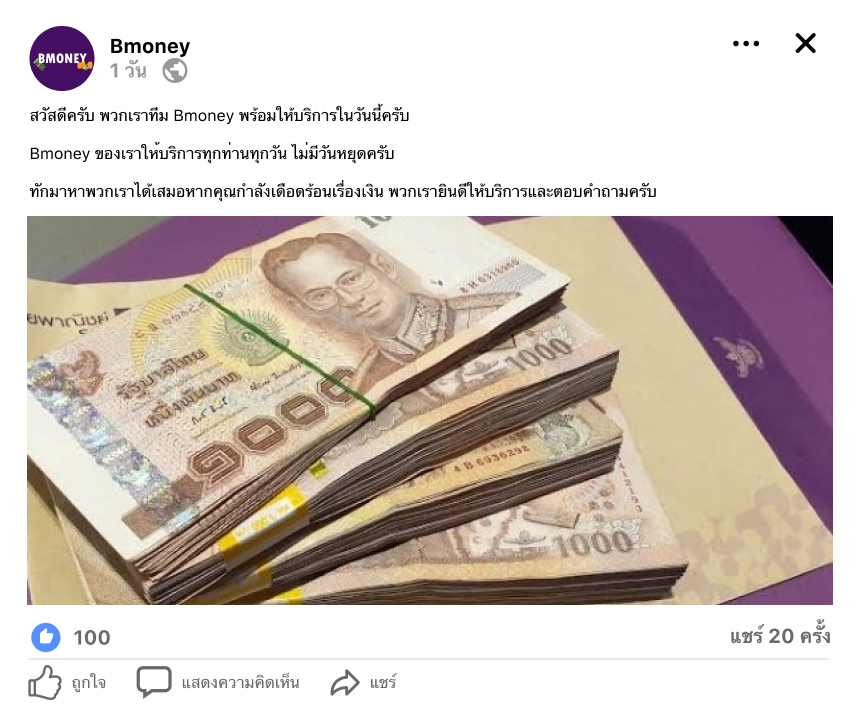 BMONEY
Bmoney
1 วัน
สวัสดีครับ พวกเราทีม Bmoney พร้อมให้บริการในวันนี้ครับ
Bmoney ของเราให้บริการทุกท่านทุกวัน ไม่มีวันหยุดครับ
ทักมาหาพวกเราได้เสมอหากคุณกำลังเดือดร้อนเรื่องเงิน พวกเรายินดีให้บริการและตอบคำถามครับ
ยพาณิชย์
รัฐบาลไทย
หนึ่งพันบาท
๑๐๐๐
1000
4 B 6936298
1000
100
แชร์ 20 ครั้ง
ถูกใจ
แสดงความคิดเห็น
แชร์